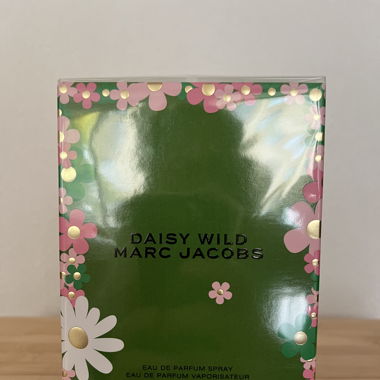 DAISY WILD
MARC JACOBS
EAU DE PARFUM SPRAY
EAU DE PARFUM VAPORISATEUR